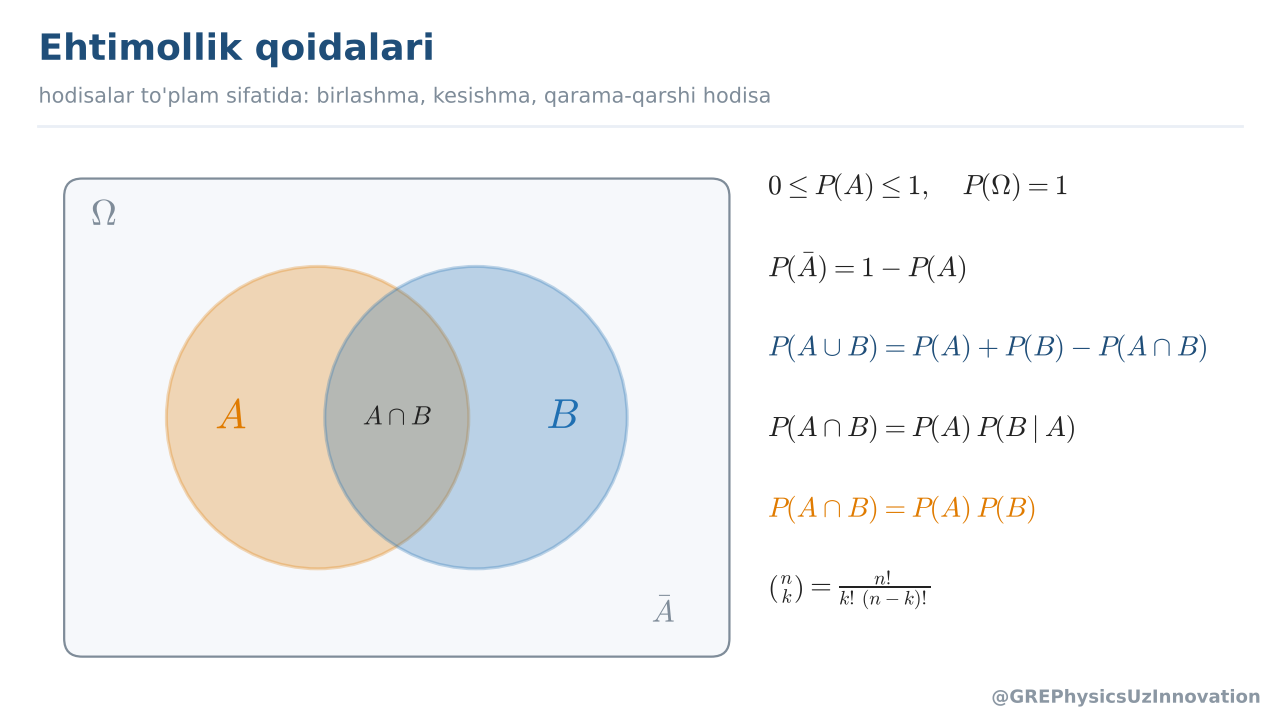 Ehtimollik qoidalari
hodisalar to'plam sifatida: birlashma, kesishma, qarama-qarshi hodisa
Ω
A
A ∩ B
B
Ā
0 ≤ P(A) ≤ 1, P(Ω) = 1
P(Ā) = 1 − P(A)
P(A ∪ B) = P(A) + P(B) − P(A ∩ B)
P(A ∩ B) = P(A) P(B | A)
P(A ∩ B) = P(A) P(B)
(n k) = n! / k! (n − k)!
@GREPhysicsUzInnovation